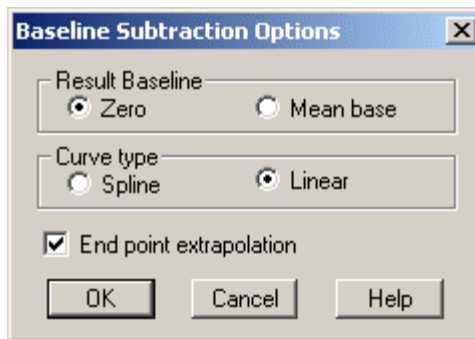 Baseline Subtraction Options
Result Baseline
Zero Mean base
Curve type
Spline Linear
End point extrapolation
OK Cancel Help